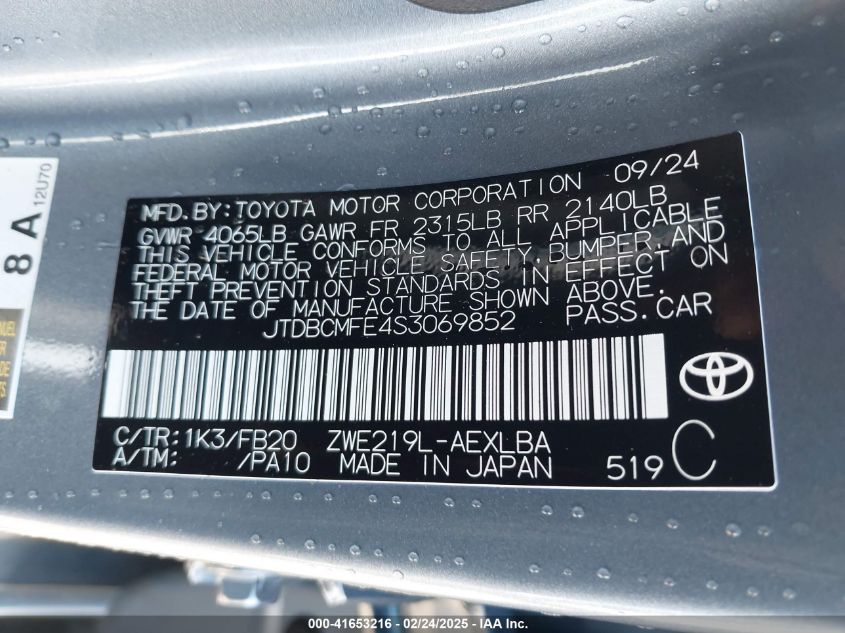 MFD. BY: TOYOTA MOTOR CORPORATION 09/24
GVWR 4065LB GAWR FR 2315LB RR 2140LB
THIS VEHICLE CONFORMS TO ALL APPLICABLE
FEDERAL MOTOR VEHICLE SAFETY, BUMPER, AND
THEFT PREVENTION STANDARDS IN EFFECT ON
THE DATE OF MANUFACTURE SHOWN ABOVE.
JTDBCMFE4S3069852 PASS. CAR
C/TR: 1K3/FB20 ZWE219L-AEXLBA
A/TM: /PA10 MADE IN JAPAN 519 C
8 A
12U70
000-41653216 - 02/24/2025 - IAA Inc.